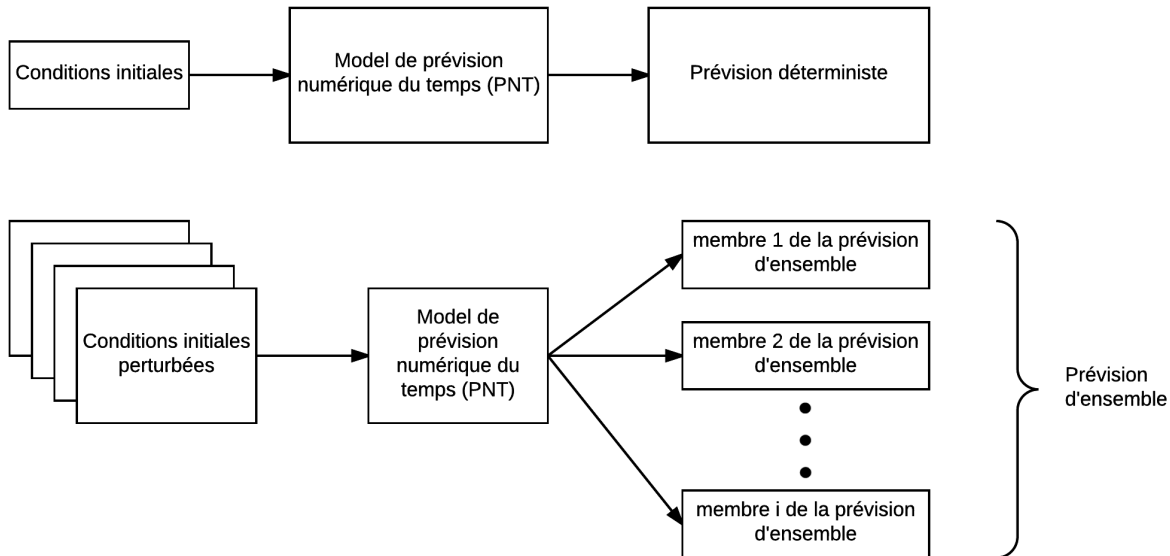 Conditions initiales
Model de prévision
numérique du temps (PNT)
Prévision déterministe
Conditions initiales
perturbées
Model de
prévision
numérique du
temps (PNT)
membre 1 de la prévision
d'ensemble
membre 2 de la prévision
d'ensemble
membre i de la prévision
d'ensemble
Prévision
d'ensemble